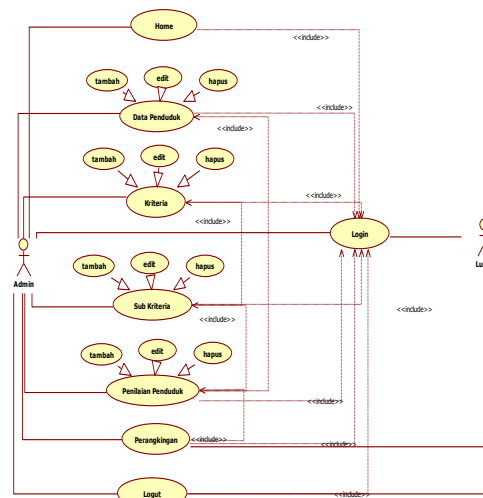 Home
<<include>>
tambah
edit
hapus
Data Penduduk
<<include>>
<<include>>
tambah
edit
hapus
Kriteria
<<include>>
<<include>>
Login
Admin
Lu
tambah
edit
hapus
Sub Kriteria
<<include>>
<<include>>
tambah
edit
hapus
Penilaian Penduduk
<<include>>
Perangkingan
<<include>>
<<include>>
Logut
<<include>>